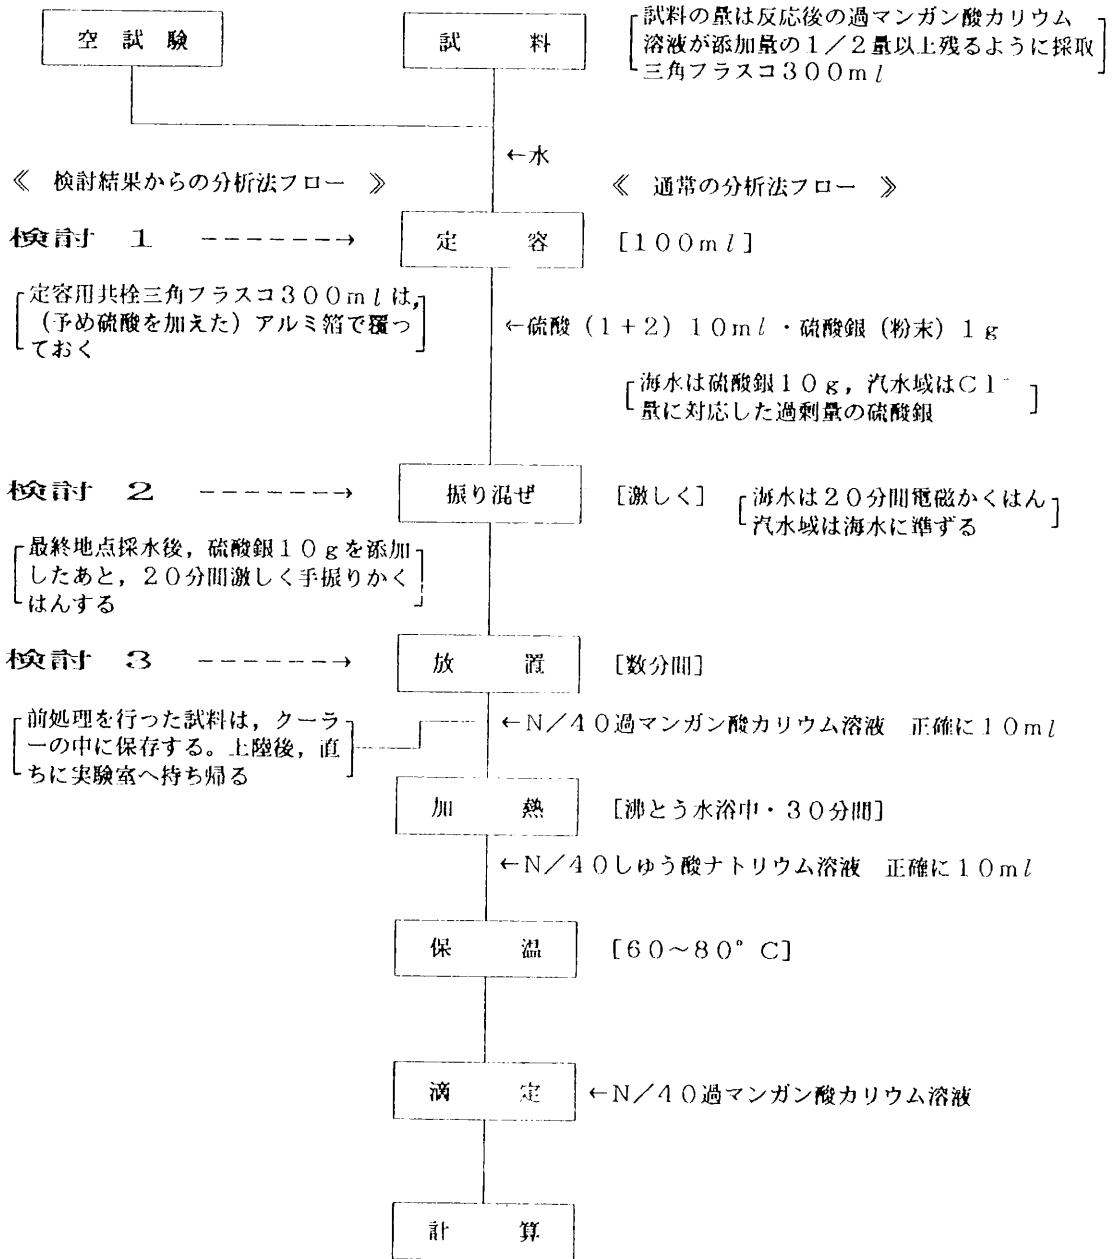 空試験
試料
試料の量は反応後の過マンガン酸カリウム
溶液が添加量の1/2量以上残るように採取
三角フラスコ300ml
←水
≪ 検討結果からの分析法フロー ≫
≪ 通常の分析法フロー ≫
検討 1
定容
[100ml]
定容用共栓三角フラスコ300mlは,
(予め硫酸を加えた)アルミ箔で覆っ
ておく
←硫酸(1+2)10ml・硫酸銀(粉末)1g
海水は硫酸銀10g,汽水域はCl⁻
量に対応した過剰量の硫酸銀
検討 2
振り混ぜ
[激しく]
海水は20分間電磁かくはん
汽水域は海水に準ずる
最終地点採水後,硫酸銀10gを添加
したあと,20分間激しく手振りかく
はんする
検討 3
放置
[数分間]
前処理を行った試料は,クーラ
ーの中に保存する。上陸後,直
ちに実験室へ持ち帰る
←N/40過マンガン酸カリウム溶液 正確に10ml
加熱
[沸とう水浴中・30分間]
←N/40しゅう酸ナトリウム溶液 正確に10ml
保温
[60~80°C]
滴定
←N/40過マンガン酸カリウム溶液
計算